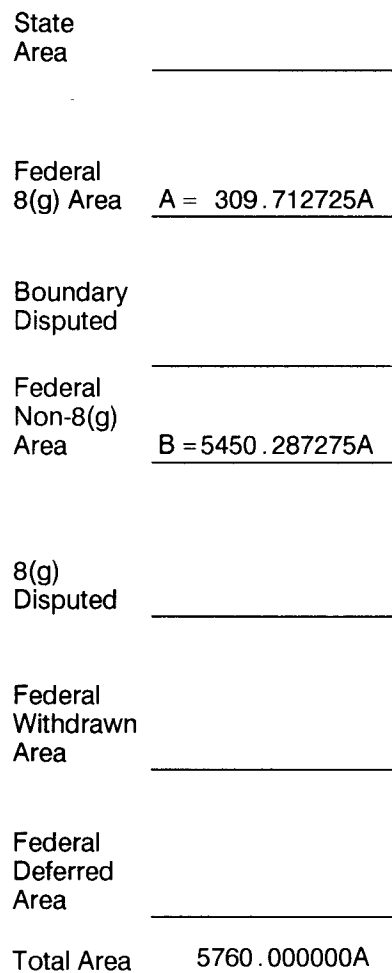 State
Area
Federal
8(g) Area A = 309.712725A
Boundary
Disputed
Federal
Non-8(g)
Area B =5450.287275A
8(g)
Disputed
Federal
Withdrawn
Area
Federal
Deferred
Area
Total Area 5760.000000A